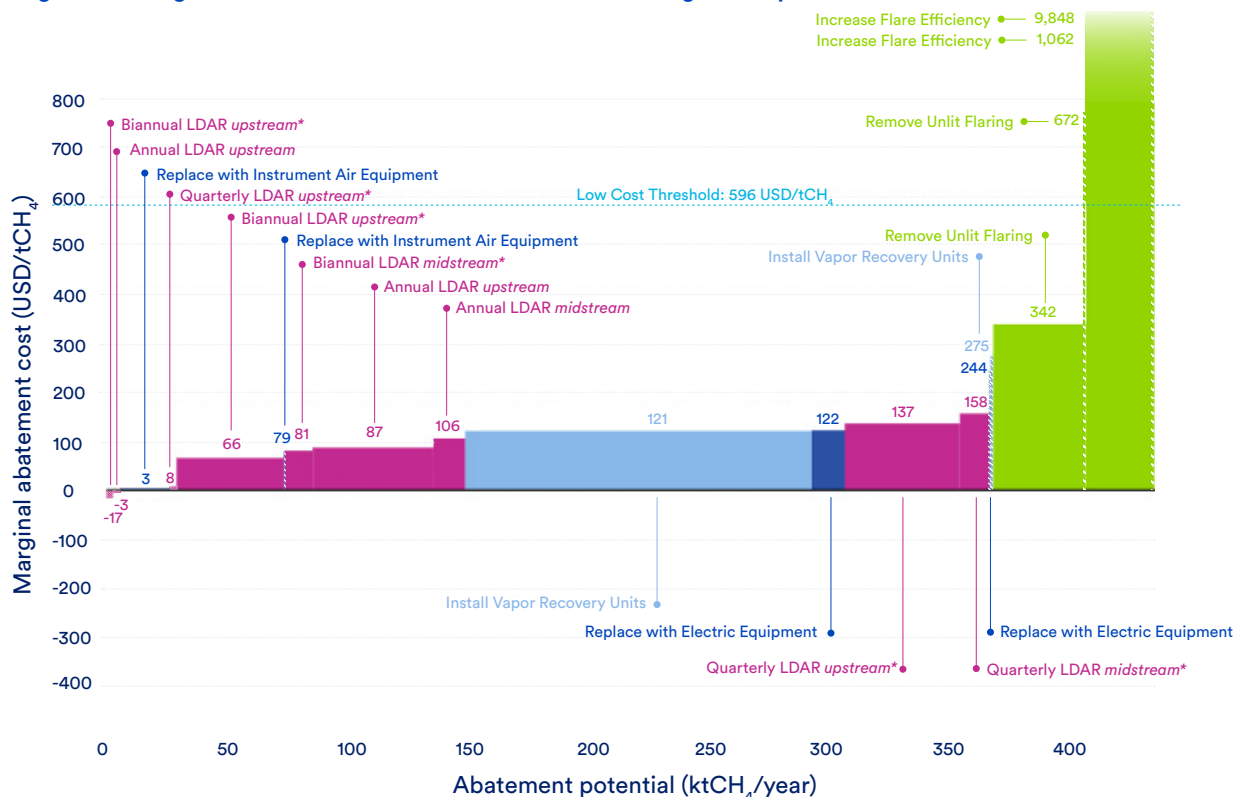 Increase Flare Efficiency 9,848
Increase Flare Efficiency 1,062
800
Biannual LDAR upstream*
Remove Unlit Flaring 672
700
Annual LDAR upstream
Replace with Instrument Air Equipment
600
Quarterly LDAR upstream*
Low Cost Threshold: 596 USD/tCH₄
Biannual LDAR upstream*
500
Replace with Instrument Air Equipment
Remove Unlit Flaring
Install Vapor Recovery Units
Biannual LDAR midstream*
400
Annual LDAR upstream
Annual LDAR midstream
342
300
275
244
200
158
137
122
121
106
100
87
81
79
66
8
3
0
-3
-17
-100
-200
Install Vapor Recovery Units
-300
Replace with Electric Equipment
Replace with Electric Equipment
Quarterly LDAR upstream*
Quarterly LDAR midstream*
-400
Marginal abatement cost (USD/tCH₄)
0 50 100 150 200 250 300 350 400
Abatement potential (ktCH₄/year)